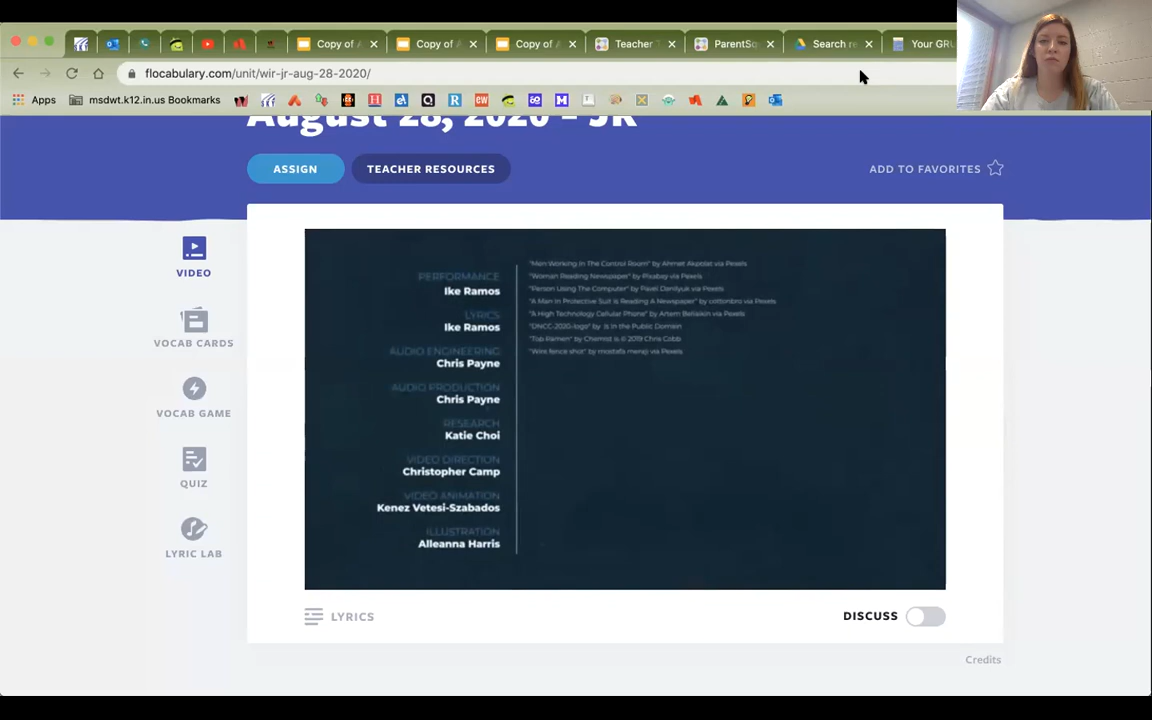 Copy of
Copy of
Copy of
Teacher
ParentSq
Search re
Your GRU
flocabulary.com/unit/wir-jr-aug-28-2020/
Apps
msdwt.k12.in.us Bookmarks
August 28, 2020 - JR
ASSIGN
TEACHER RESOURCES
ADD TO FAVORITES
VIDEO
VOCAB CARDS
VOCAB GAME
QUIZ
LYRIC LAB
PERFORMANCE
Ike Ramos
LYRICS
Ike Ramos
AUDIO ENGINEERING
Chris Payne
AUDIO PRODUCTION
Chris Payne
RESEARCH
Katie Choi
VIDEO DIRECTION
Christopher Camp
VIDEO ANIMATION
Kenez Vetesi-Szabados
ILLUSTRATION
Alleanna Harris
"Men Working In The Control Room" by Ahmet Akpolat via Pexels
"Woman Reading Newspaper" by Pixabay via Pexels
"Person Using The Computer" by Pavel Danilyuk via Pexels
"A Man In Protective Suit Is Reading A Newspaper" by cottonbro via Pexels
"A High Technology Cellular Phone" by Artem Beliaikin via Pexels
"DNCC-2020-logo" by is in the Public Domain
"Top Ramen" by Chemist is © 2019 Chris Cobb
"Wire fence shot" by mostafa meraji via Pexels
LYRICS
DISCUSS
Credits